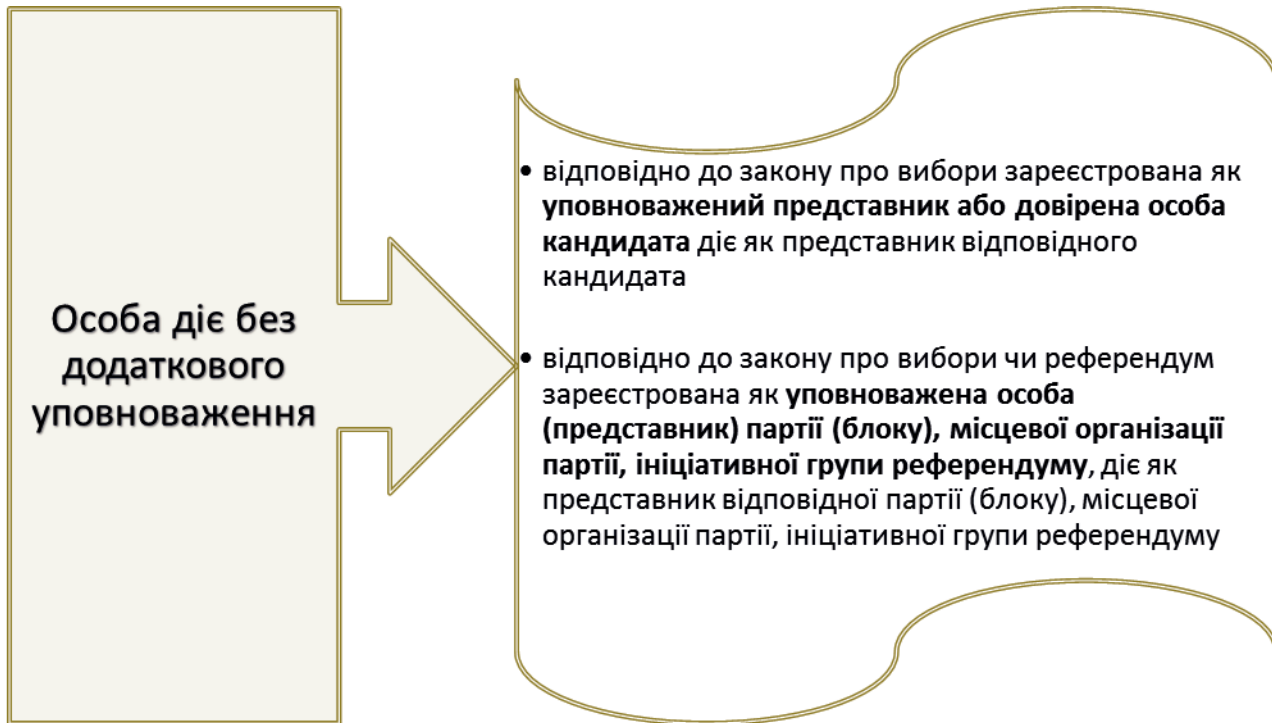 Особа діє без
додаткового
уповноваження
• відповідно до закону про вибори зареєстрована як
уповноважений представник або довірена особа
кандидата діє як представник відповідного
кандидата
• відповідно до закону про вибори чи референдум
зареєстрована як уповноважена особа
(представник) партії (блоку), місцевої організації
партії, ініціативної групи референдуму, діє як
представник відповідної партії (блоку), місцевої
організації партії, ініціативної групи референдуму